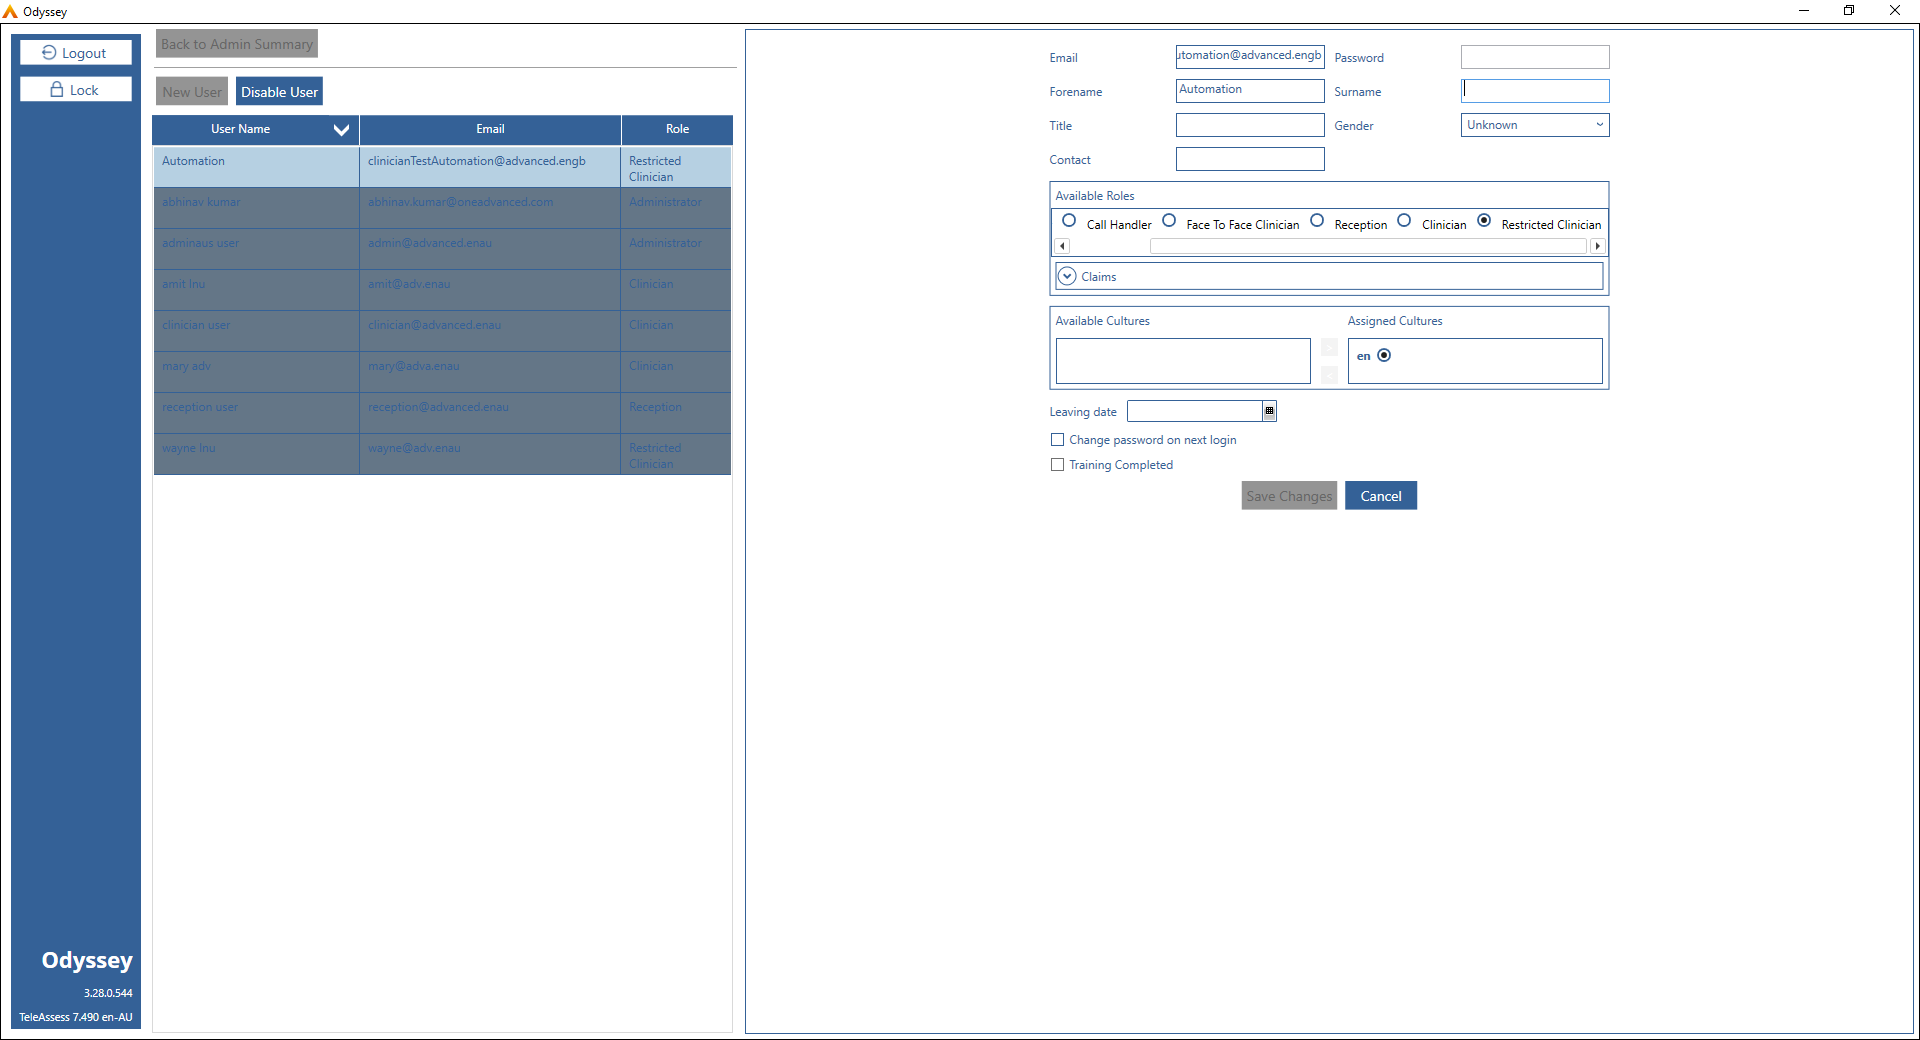 Odyssey
Logout
Lock
Back to Admin Summary
New User
Disable User
User Name Email Role
Automation clinicianTestAutomation@advanced.engb Restricted
Clinician
abhinav kumar abhinav.kumar@oneadvanced.com Administrator
adminaus user admin@advanced.enau Administrator
amit lnu amit@adv.enau Clinician
clinician user clinician@advanced.enau Clinician
mary adv mary@adva.enau Clinician
reception user reception@advanced.enau Reception
wayne lnu wayne@adv.enau Restricted
Clinician
Odyssey
3.28.0.544
TeleAssess 7.490 en-AU
Email utomation@advanced.engb Password
Forename Automation Surname
Title Gender Unknown
Contact
Available Roles
Call Handler Face To Face Clinician Reception Clinician Restricted Clinician
Claims
Available Cultures Assigned Cultures
en
Leaving date
Change password on next login
Training Completed
Save Changes Cancel